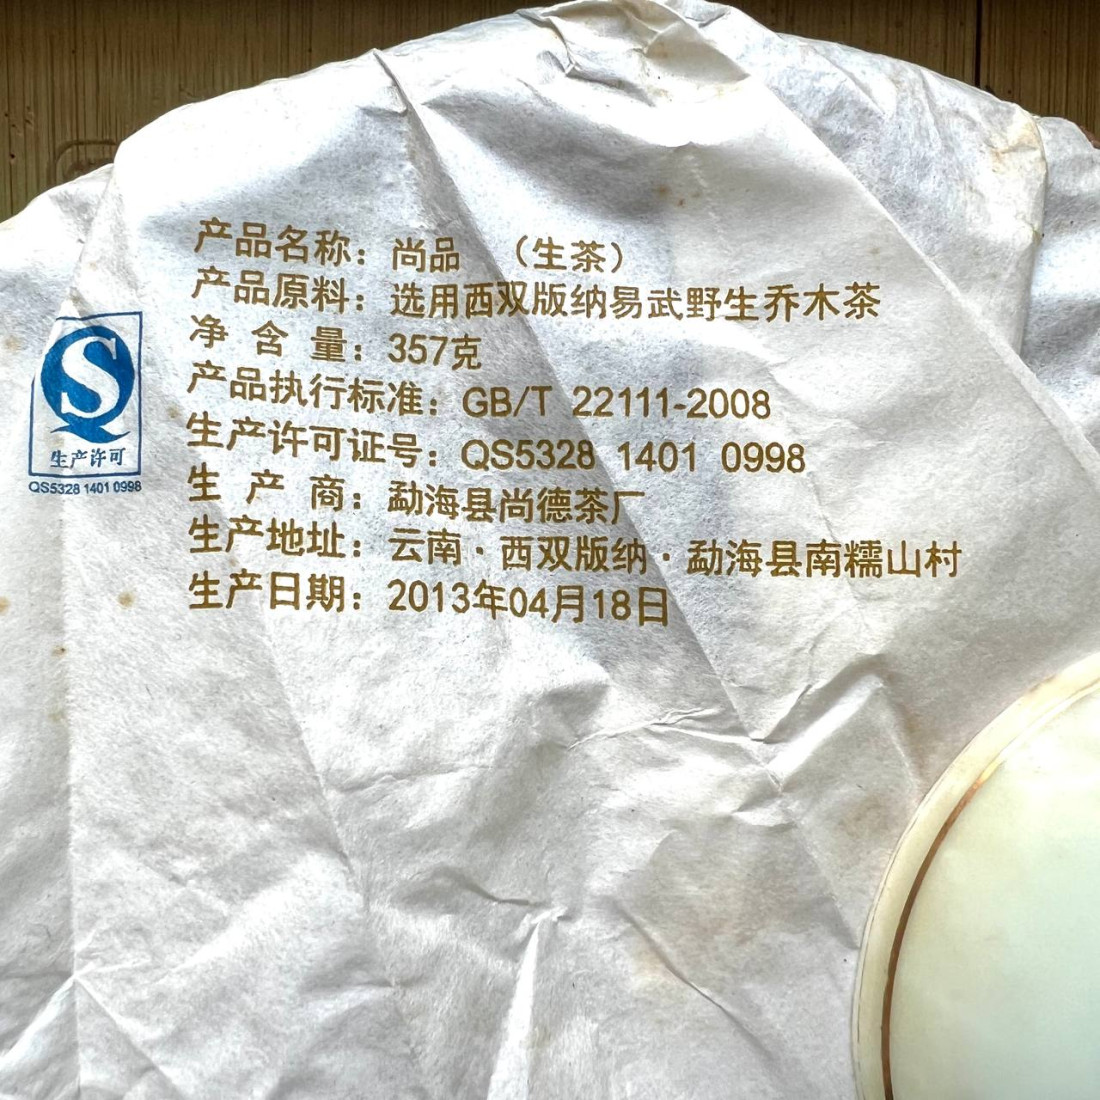 产品名称：尚品 （生茶）
产品原料：选用西双版纳易武野生乔木茶
净 含 量：357克
产品执行标准：GB/T 22111-2008
生产许可证号：QS5328 1401 0998
生 产 商：勐海县尚德茶厂
生产地址：云南·西双版纳·勐海县南糯山村
生产日期：2013年04月18日
S
生产许可
QS5328 1401 0998